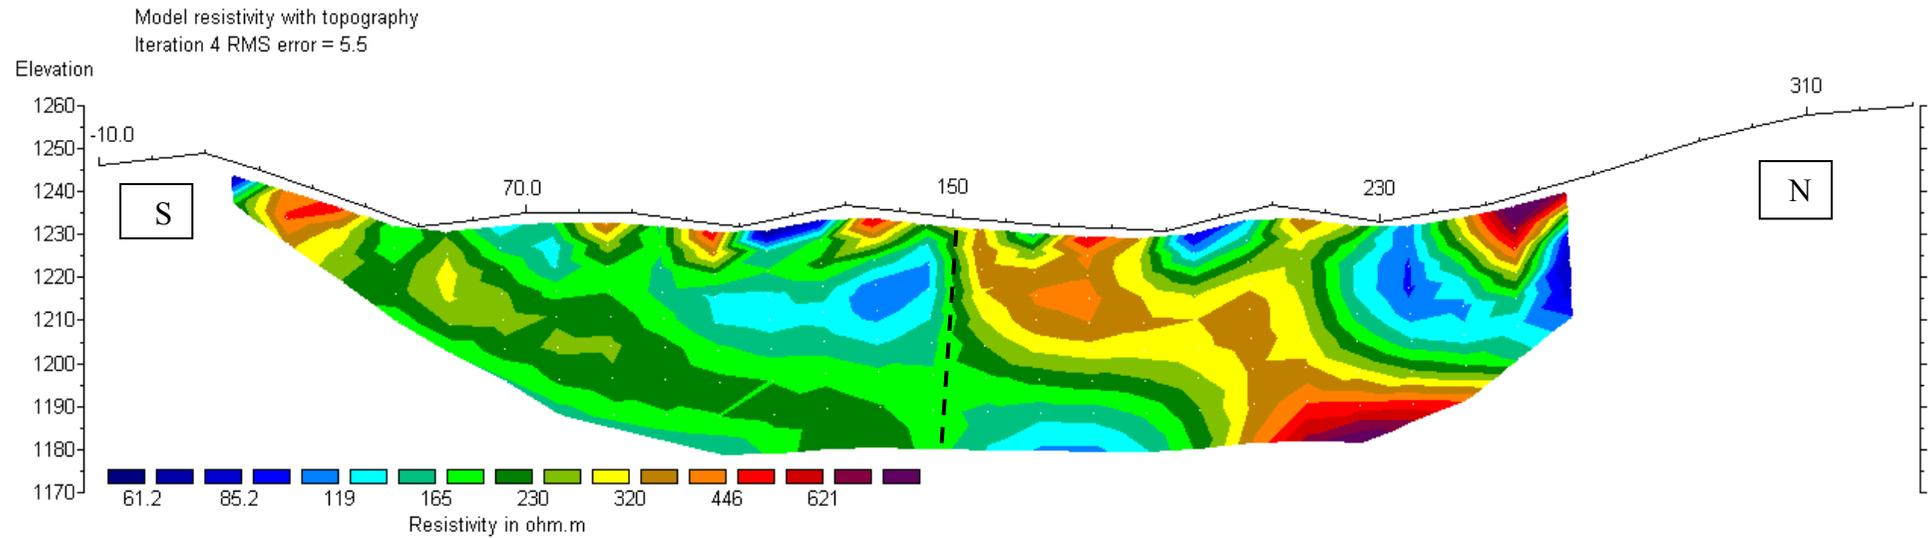 Model resistivity with topography
Iteration 4 RMS error = 5.5
Elevation
310
1260
-10.0
1250
1240
70.0
150
230
S
N
1230
1220
1210
1200
1190
1180
1170
61.2 85.2 119 165 230 320 446 621
Resistivity in ohm.m